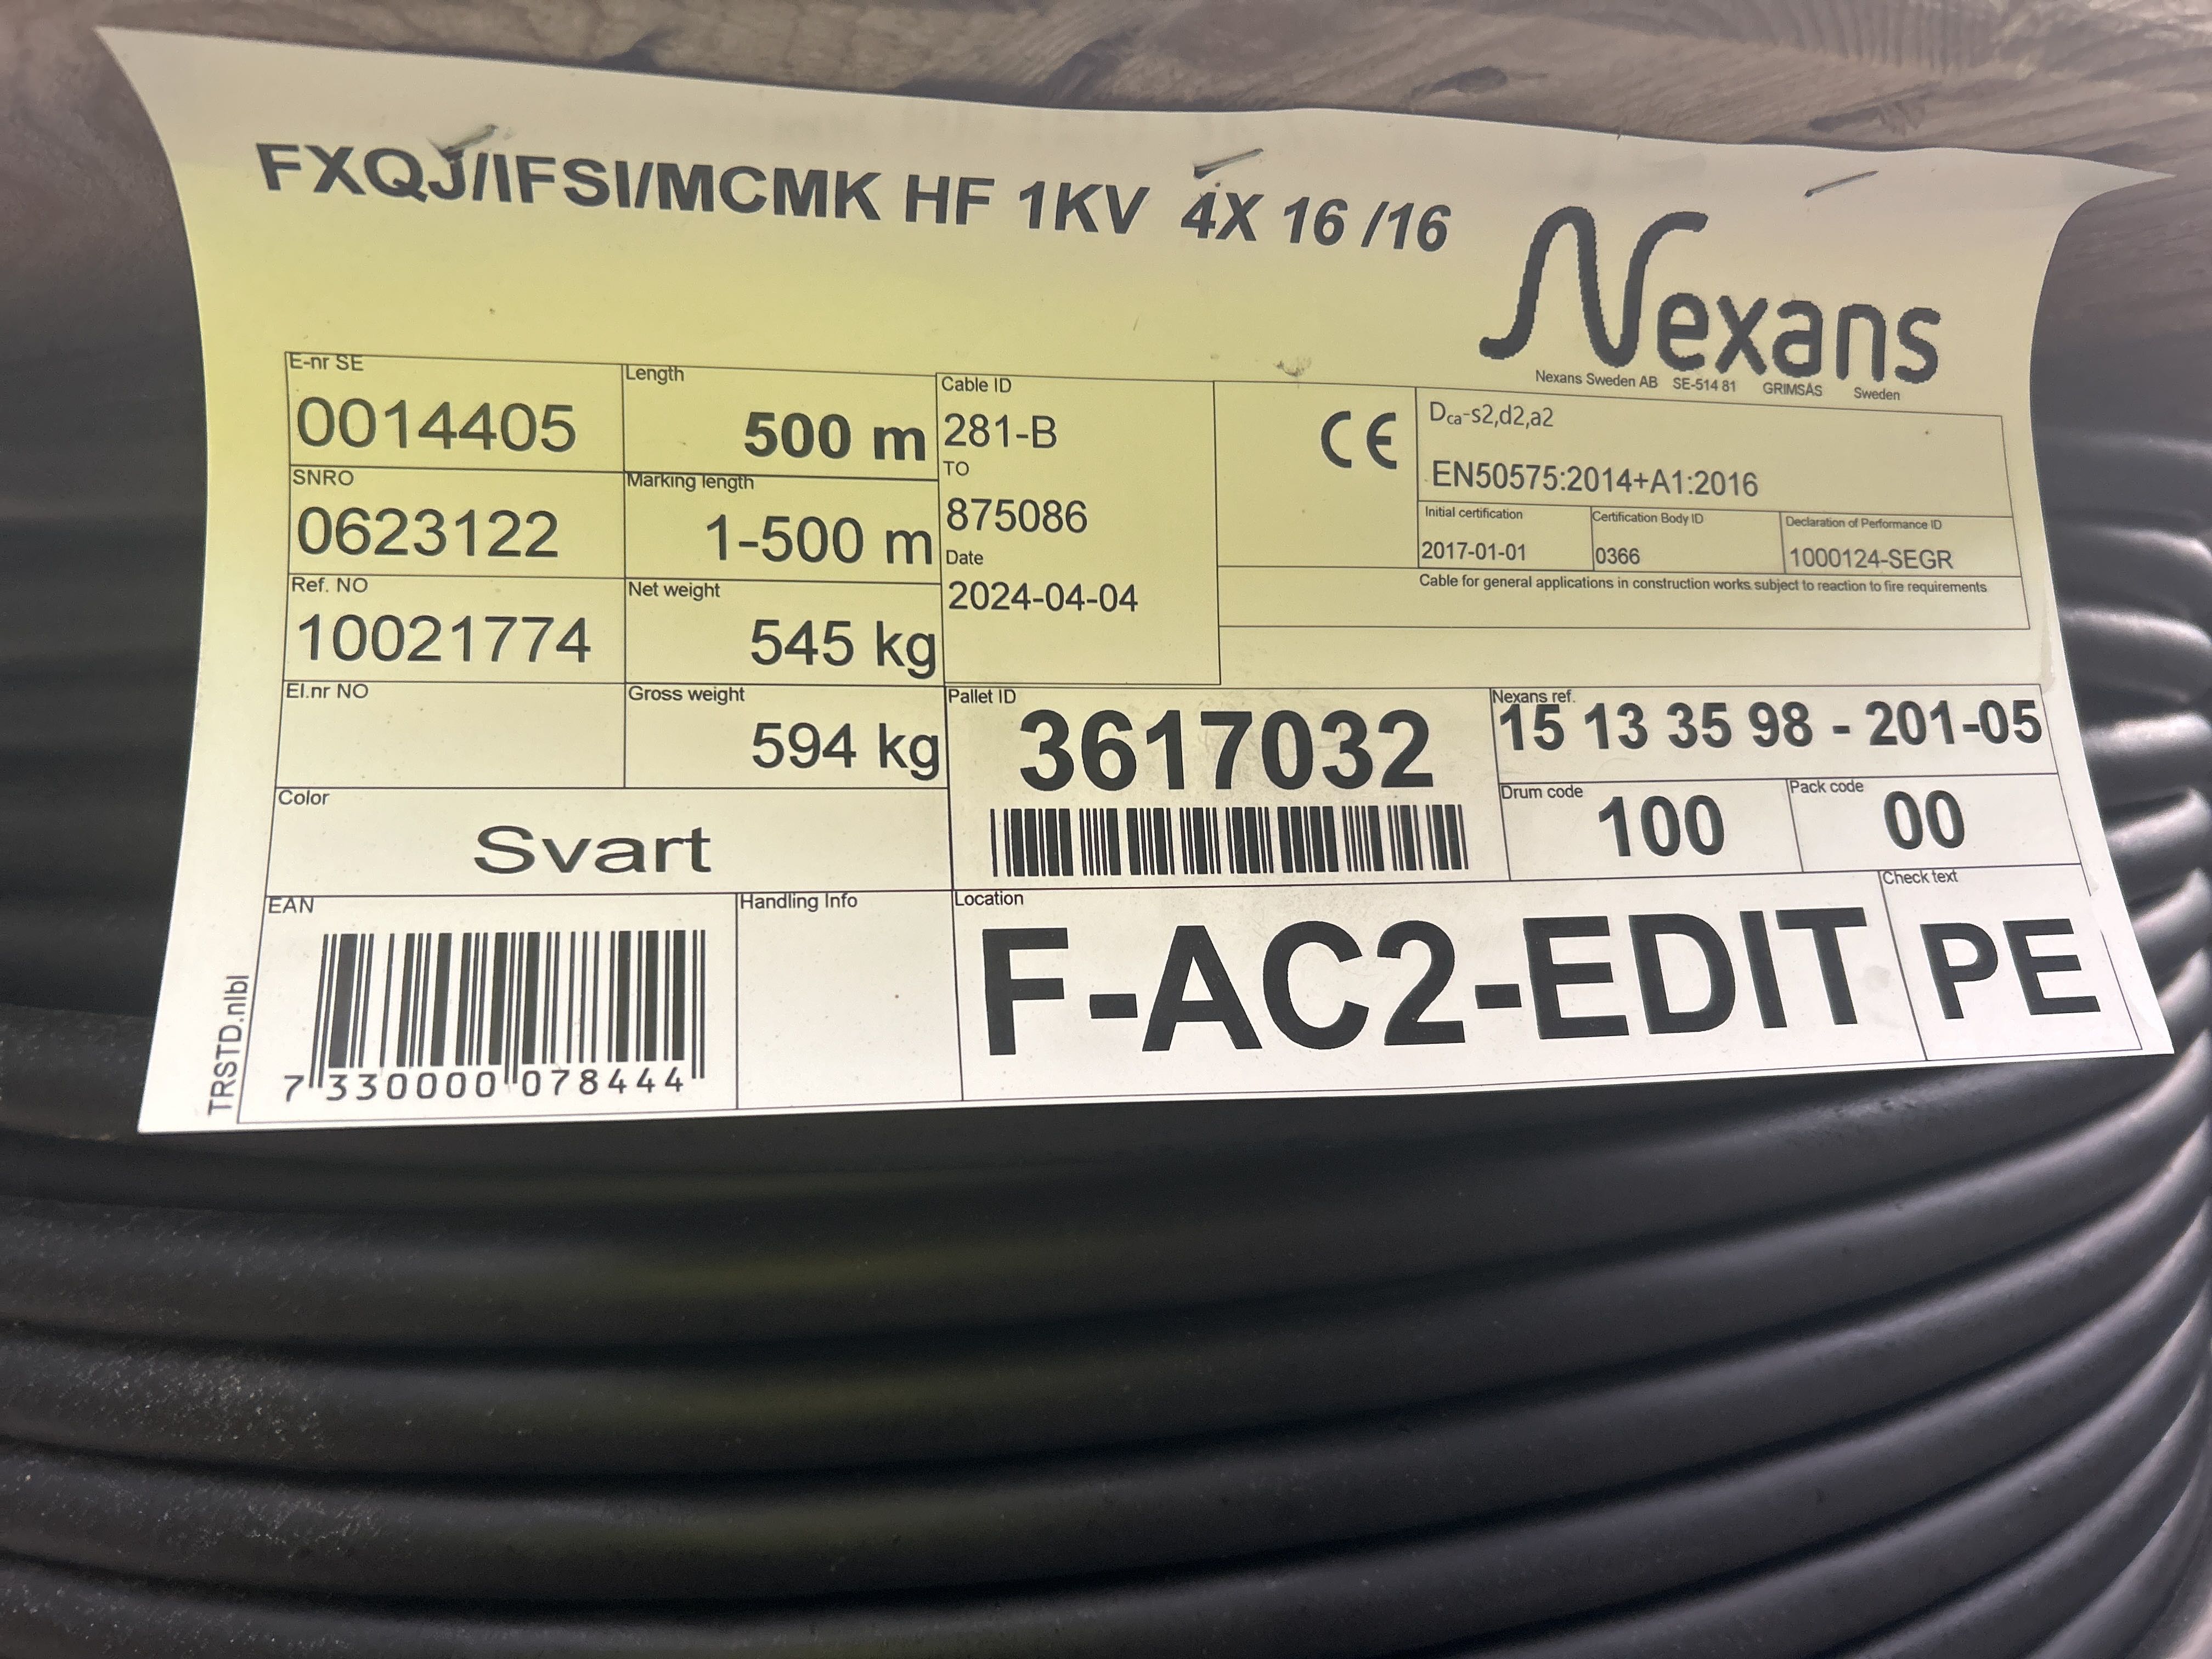 FXQJ/IFSI/MCMK HF 1KV 4X 16 /16
Nexans
Nexans Sweden AB SE-514 81 GRIMSÅS Sweden
E-nr SE
0014405
Length
500 m
Cable ID
281-B
TO
875086
Date
2024-04-04
CE
Dca-s2,d2,a2
EN50575:2014+A1:2016
Initial certification
2017-01-01
Certification Body ID
0366
Declaration of Performance ID
1000124-SEGR
Cable for general applications in construction works subject to reaction to fire requirements
SNRO
0623122
Marking length
1-500 m
Ref. NO
10021774
Net weight
545 kg
El.nr NO
Gross weight
594 kg
Pallet ID
3617032
Nexans ref.
15 13 35 98 - 201-05
Drum code
100
Pack code
00
Color
Svart
EAN
7 330000 078444
Handling Info
Location
F-AC2-EDIT
Check text
PE
TRSTD.nlbl